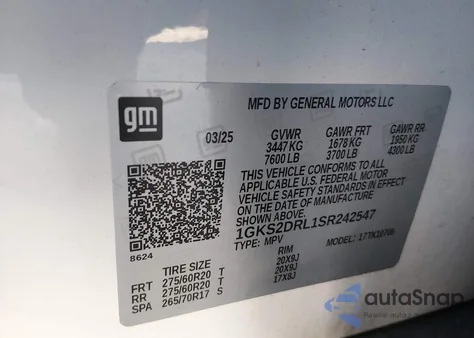 gm
MFD BY GENERAL MOTORS LLC
03/25 GVWR GAWR FRT GAWR RR
3447 KG 1678 KG 1950 KG
7600 LB 3700 LB 4300 LB
THIS VEHICLE CONFORMS TO ALL
APPLICABLE U.S. FEDERAL MOTOR
VEHICLE SAFETY STANDARDS IN EFFECT
ON THE DATE OF MANUFACTURE SHOWN ABOVE
1GKS2DRL1SR242547
TYPE: MPV MODEL:
8624
TIRE SIZE RIM
FRT 275/60R20 T 20X9J
RR 275/60R20 T 20X9J
SPA 265/70R17 S 17X8J
autoSnap